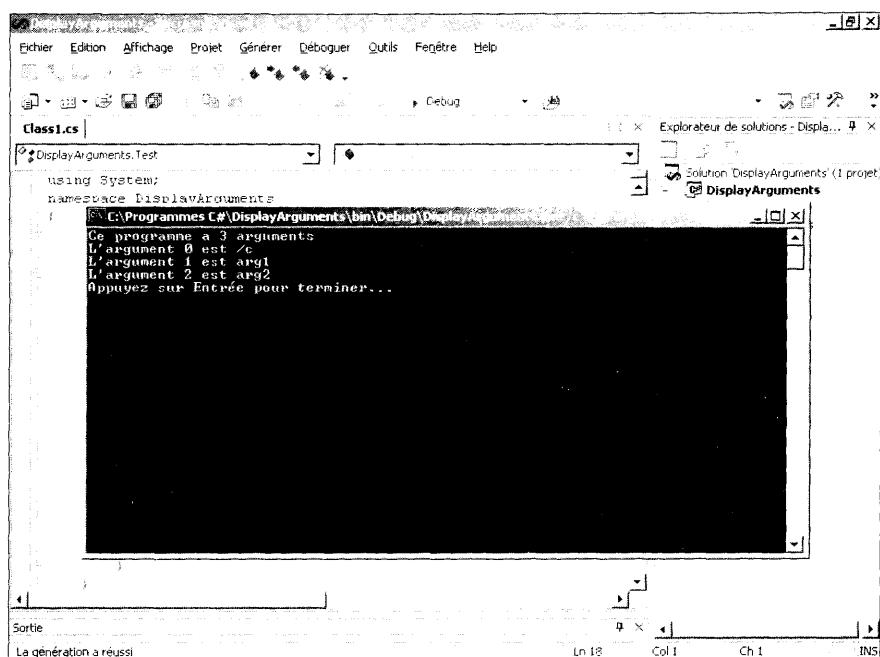 Fichier Edition Affichage Projet Générer Déboguer Outils Fenêtre Help
Debug
Class1.cs
Explorateur de solutions - Displa...
DisplayArguments.Test
Solution 'DisplayArguments' (1 projet)
DisplayArguments
using System;
namespace DisplayArguments
{
C:\Programmes C#\DisplayArguments\bin\Debug\DisplayArguments
Ce programme a 3 arguments
L'argument 0 est /c
L'argument 1 est arg1
L'argument 2 est arg2
Appuyez sur Entrée pour terminer...
}
}
Sortie
La génération a réussi Ln 18 Col 1 Ch 1 INS